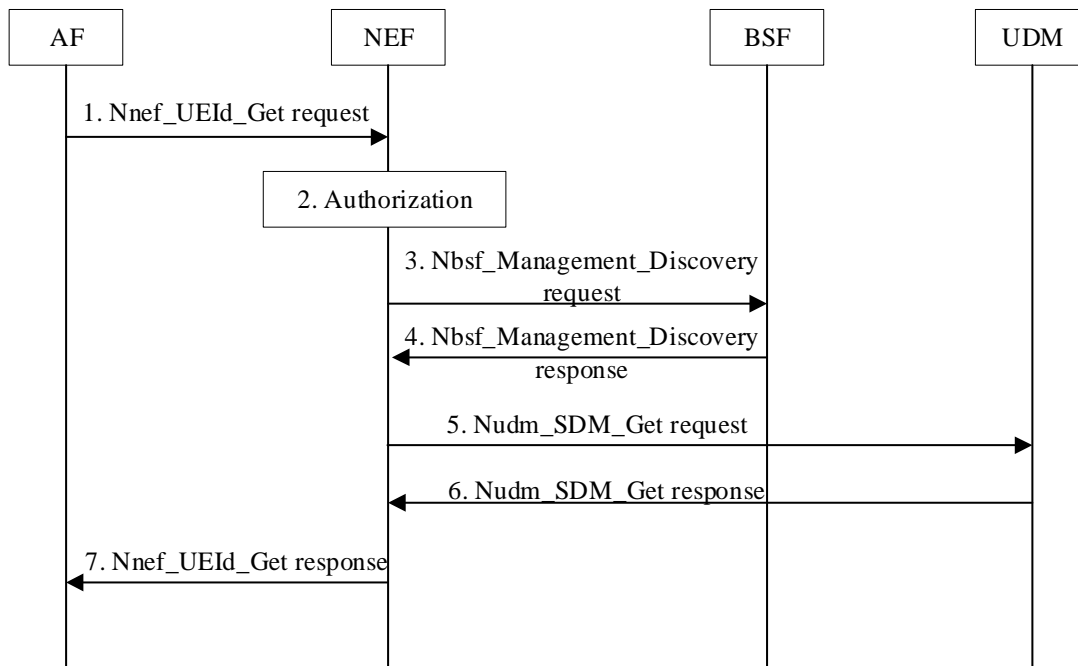 AF
NEF
BSF
UDM
1. Nnef_UEId_Get request
2. Authorization
3. Nbsf_Management_Discovery
request
4. Nbsf_Management_Discovery
response
5. Nudm_SDM_Get request
6. Nudm_SDM_Get response
7. Nnef_UEId_Get response